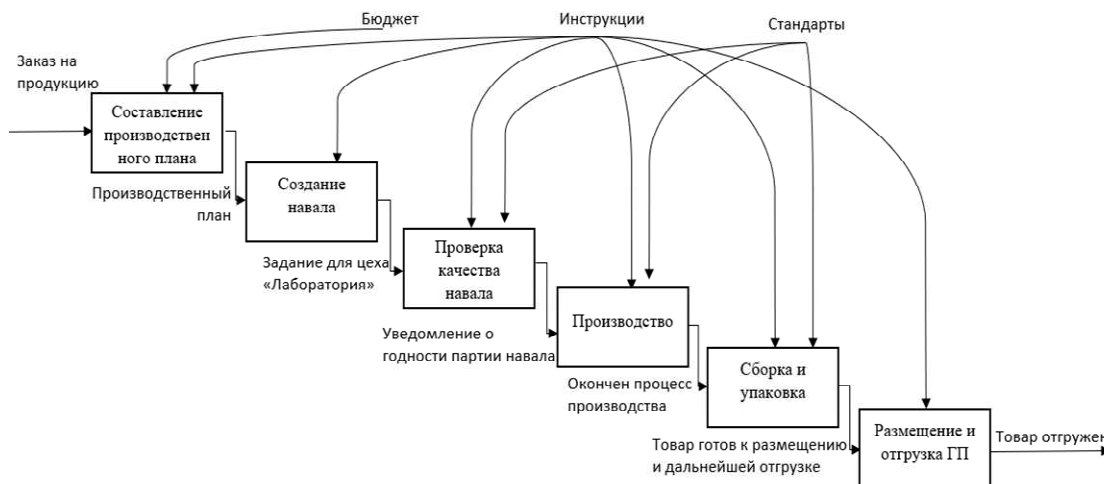 Бюджет
Инструкции
Стандарты
Заказ на
продукцию
Составление
производствен
ного плана
Производственный
план
Создание
навала
Задание для цеха
«Лаборатория»
Проверка
качества
навала
Уведомление о
годности партии навала
Производство
Окончен процесс
производства
Сборка и
упаковка
Товар готов к размещению
и дальнейшей отгрузке
Размещение и
отгрузка ГП
Товар отгружен